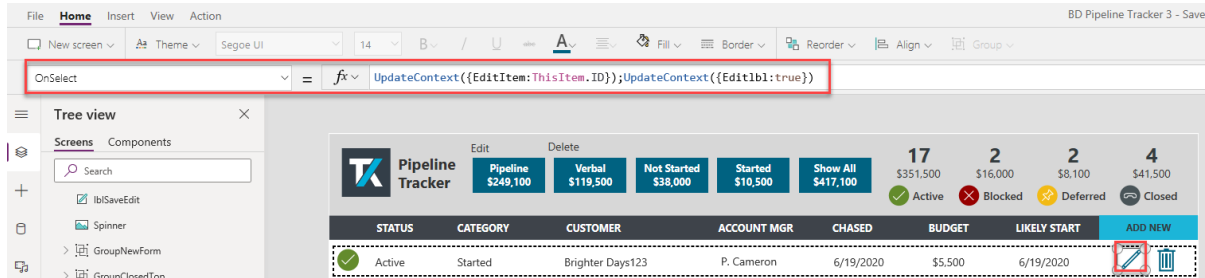 File Home Insert View Action BD Pipeline Tracker 3 - Save
New screen Theme Segoe UI 14 B / U abc A Fill Border Reorder Align Group
OnSelect = fx UpdateContext({EditItem:ThisItem.ID});UpdateContext({Editlbl:true})
Tree view
Screens Components
Search
lblSaveEdit
Spinner
GroupNewForm
GroupClosedTop
TK Pipeline Tracker
Edit Delete
Pipeline Verbal Not Started Started Show All
$249,100 $119,500 $38,000 $10,500 $417,100
17 2 2 4
$351,500 $16,000 $8,100 $41,500
Active Blocked Deferred Closed
STATUS CATEGORY CUSTOMER ACCOUNT MGR CHASED BUDGET LIKELY START ADD NEW
Active Started Brighter Days123 P. Cameron 6/19/2020 $5,500 6/19/2020